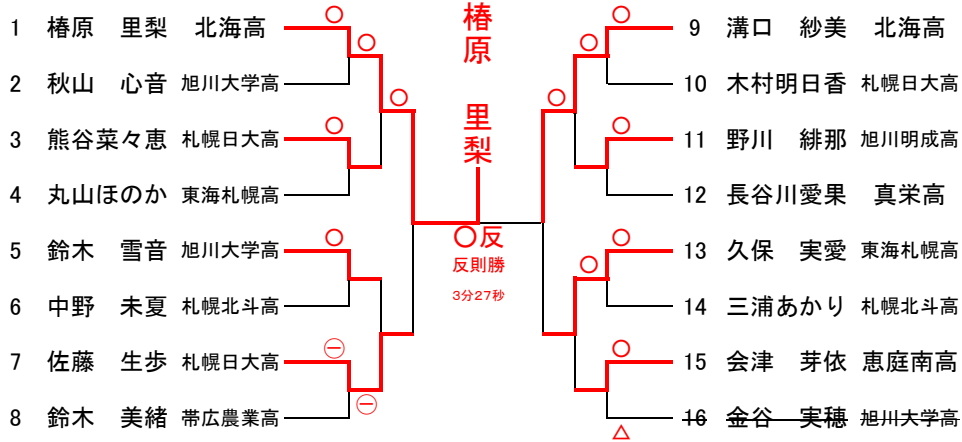 1 椿原　里梨 北海高
2 秋山　心音 旭川大学高
3 熊谷菜々恵 札幌日大高
4 丸山ほのか 東海札幌高
5 鈴木　雪音 旭川大学高
6 中野　未夏 札幌北斗高
7 佐藤　生歩 札幌日大高
8 鈴木　美緒 帯広農業高
椿原　里梨
〇反
反則勝
3分27秒
9 溝口　紗美 北海高
10 木村明日香 札幌日大高
11 野川　緋那 旭川明成高
12 長谷川愛果 真栄高
13 久保　実愛 東海札幌高
14 三浦あかり 札幌北斗高
15 会津　芽依 恵庭南高
16 金谷　実穂 旭川大学高